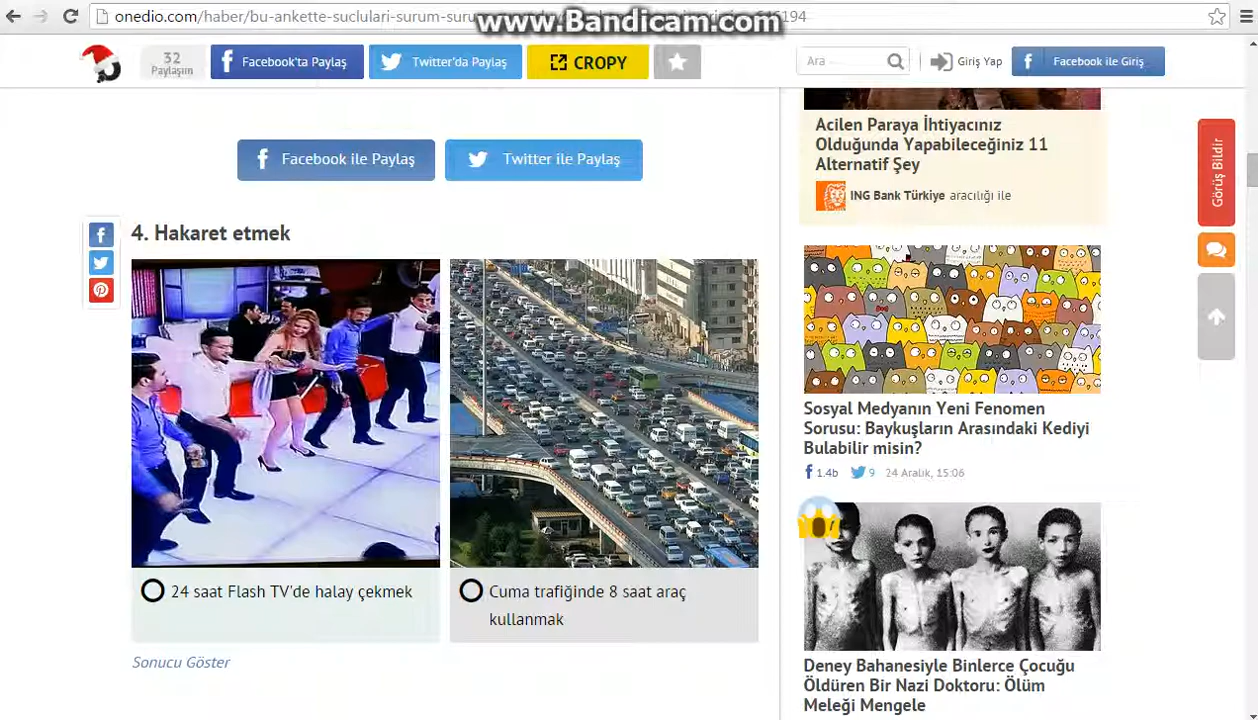 onedio.com/haber/bu-ankette-suclulari-surum-suru
www.Bandicam.com
32
Paylaşım
Facebook'ta Paylaş
Twitter'da Paylaş
CROPY
Ara ...
Giriş Yap
Facebook ile Giriş
Facebook ile Paylaş
Twitter ile Paylaş
4. Hakaret etmek
24 saat Flash TV'de halay çekmek
Cuma trafiğinde 8 saat araç
kullanmak
Sonucu Göster
Acilen Paraya İhtiyacınız
Olduğunda Yapabileceğiniz 11
Alternatif Şey
ING Bank Türkiye aracılığı ile
Sosyal Medyanın Yeni Fenomen
Sorusu: Baykuşların Arasındaki Kediyi
Bulabilir misin?
1.4b 9 24 Aralık, 15:06
Deney Bahanesiyle Binlerce Çocuğu
Öldüren Bir Nazi Doktoru: Ölüm
Meleği Mengele
Görüş Bildir